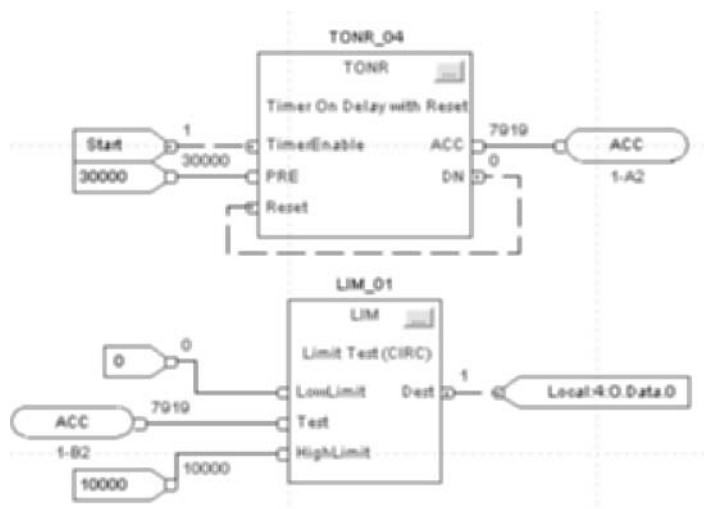 TONR_04
TONR
Timer On Delay with Reset
1
Start
TimerEnable
ACC
7919
ACC
30000
30000
PRE
DN
0
1-A2
Reset
LIM_01
LIM
Limit Test (CIRC)
0
0
LowLimit
Dest
1
Local:4:O.Data.0
ACC
7919
Test
1-B2
HighLimit
10000
10000